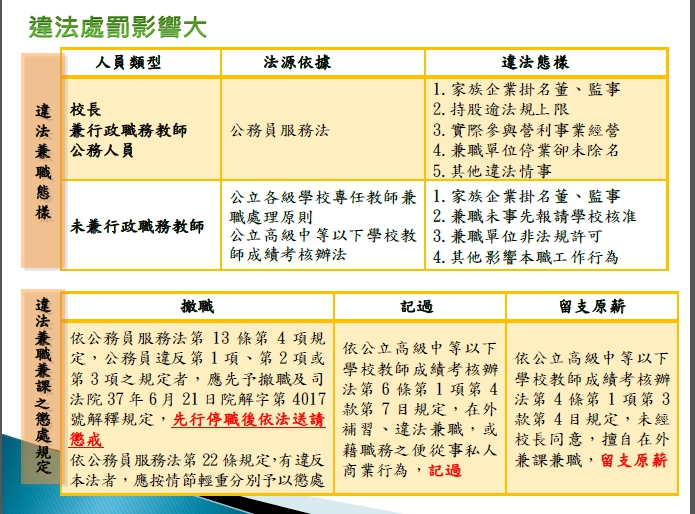 違法處罰影響大
違法兼職態樣
人員類型
法源依據
違法態樣
校長
兼行政職務教師
公務人員
公務員服務法
1.家族企業掛名董、監事
2.持股逾法規上限
3.實際參與營利事業經營
4.兼職單位停業卻未除名
5.其他違法情事
未兼行政職務教師
公立各級學校專任教師兼
職處理原則
公立高級中等以下學校教
師成績考核辦法
1.家族企業掛名董、監事
2.兼職未事先報請學校核准
3.兼職單位非法規許可
4.其他影響本職工作行為
違法兼職兼課之懲處規定
撤職
記過
留支原薪
依公務員服務法第 13 條第 4 項規
定，公務員違反第 1 項、第 2 項或
第 3 項之規定者，應先予撤職及司
法院 37 年 6 月 21 日院解字第 4017
號解釋規定，先行停職後依法送請
懲戒
依公務員服務法第 22 條規定，有違反
本法者，應按情節輕重分別予以懲處
依公立高級中等以下
學校教師成績考核辦
法第 6 條第 1 項第 4
款第 7 目規定，在外
補習、違法兼職，或
藉職務之便從事私人
商業行為，記過
依公立高級中等以下
學校教師成績考核辦
法第 4 條第 1 項第 3
款第 4 目規定，未經
校長同意，擅自在外
兼課兼職，留支原薪